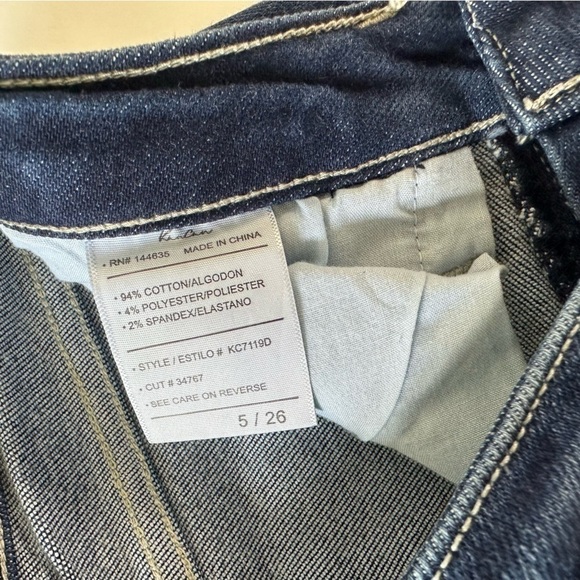 KanCan
• RN# 144635 MADE IN CHINA
• 94% COTTON/ALGODON
• 4% POLYESTER/POLIESTER
• 2% SPANDEX/ELASTANO
• STYLE / ESTILO # KC7119D
• CUT # 34767
• SEE CARE ON REVERSE
5 / 26